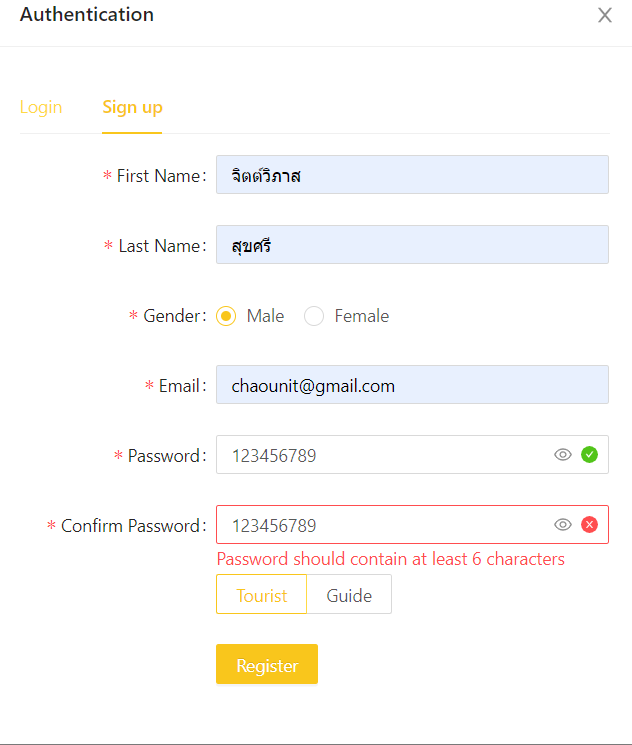 Authentication
Login Sign up
* First Name: จิตต์วิภาส
* Last Name: สุขศรี
* Gender: Male Female
* Email: chaounit@gmail.com
* Password: 123456789
* Confirm Password: 123456789
Password should contain at least 6 characters
Tourist Guide
Register